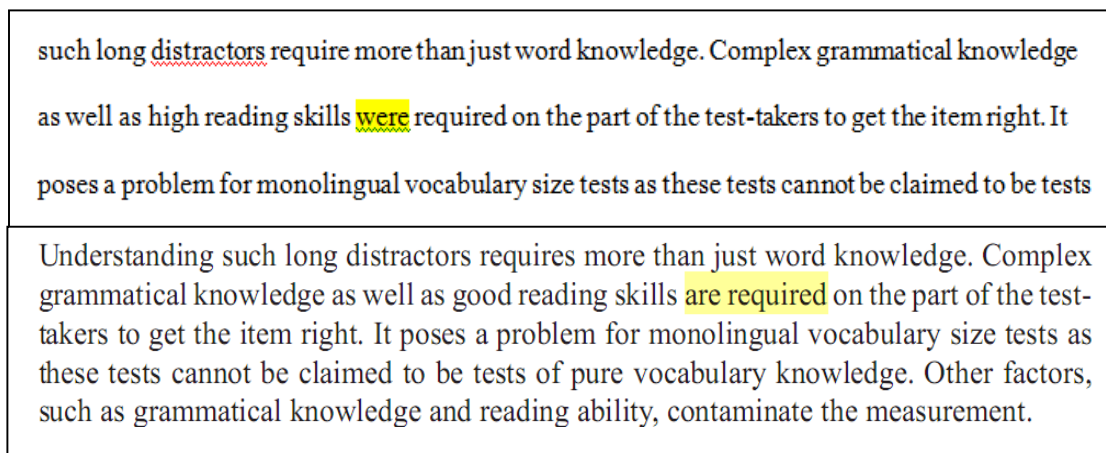 such long distractors require more than just word knowledge. Complex grammatical knowledge
as well as high reading skills were required on the part of the test-takers to get the item right. It
poses a problem for monolingual vocabulary size tests as these tests cannot be claimed to be tests
Understanding such long distractors requires more than just word knowledge. Complex
grammatical knowledge as well as good reading skills are required on the part of the test-
takers to get the item right. It poses a problem for monolingual vocabulary size tests as
these tests cannot be claimed to be tests of pure vocabulary knowledge. Other factors,
such as grammatical knowledge and reading ability, contaminate the measurement.